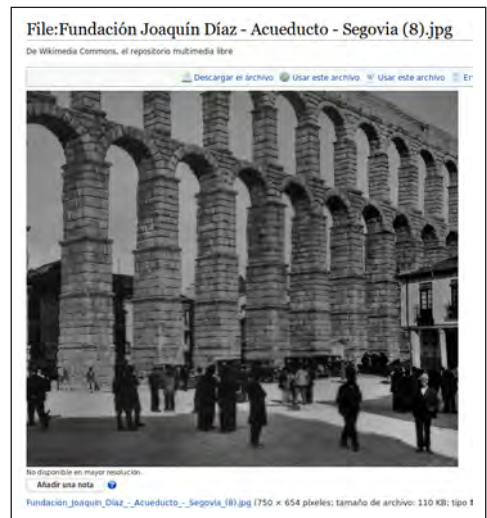 File:Fundación Joaquín Díaz - Acueducto - Segovia (8).jpg
De Wikimedia Commons, el repositorio multimedia libre
Descargar el archivo Usar este archivo Usar este archivo
No disponible en mayor resolución.
Añadir una nota
Fundación_Joaquín_Díaz_-_Acueducto_-_Segovia_(8).jpg (750 × 654 píxeles; tamaño de archivo: 110 KB; tipo